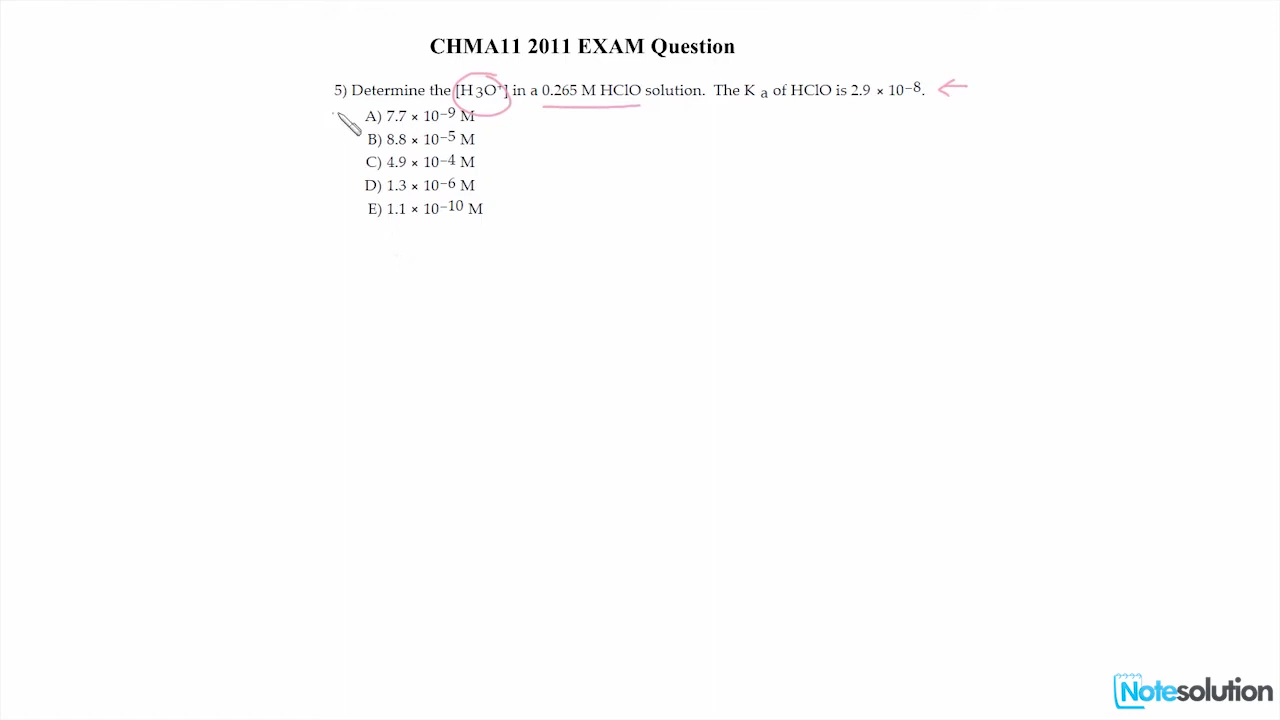 CHMA11 2011 EXAM Question
5) Determine the [H3O+] in a 0.265 M HClO solution. The K a of HClO is 2.9 × 10−8.
A) 7.7 × 10−9 M
B) 8.8 × 10−5 M
C) 4.9 × 10−4 M
D) 1.3 × 10−6 M
E) 1.1 × 10−10 M
Notesolution